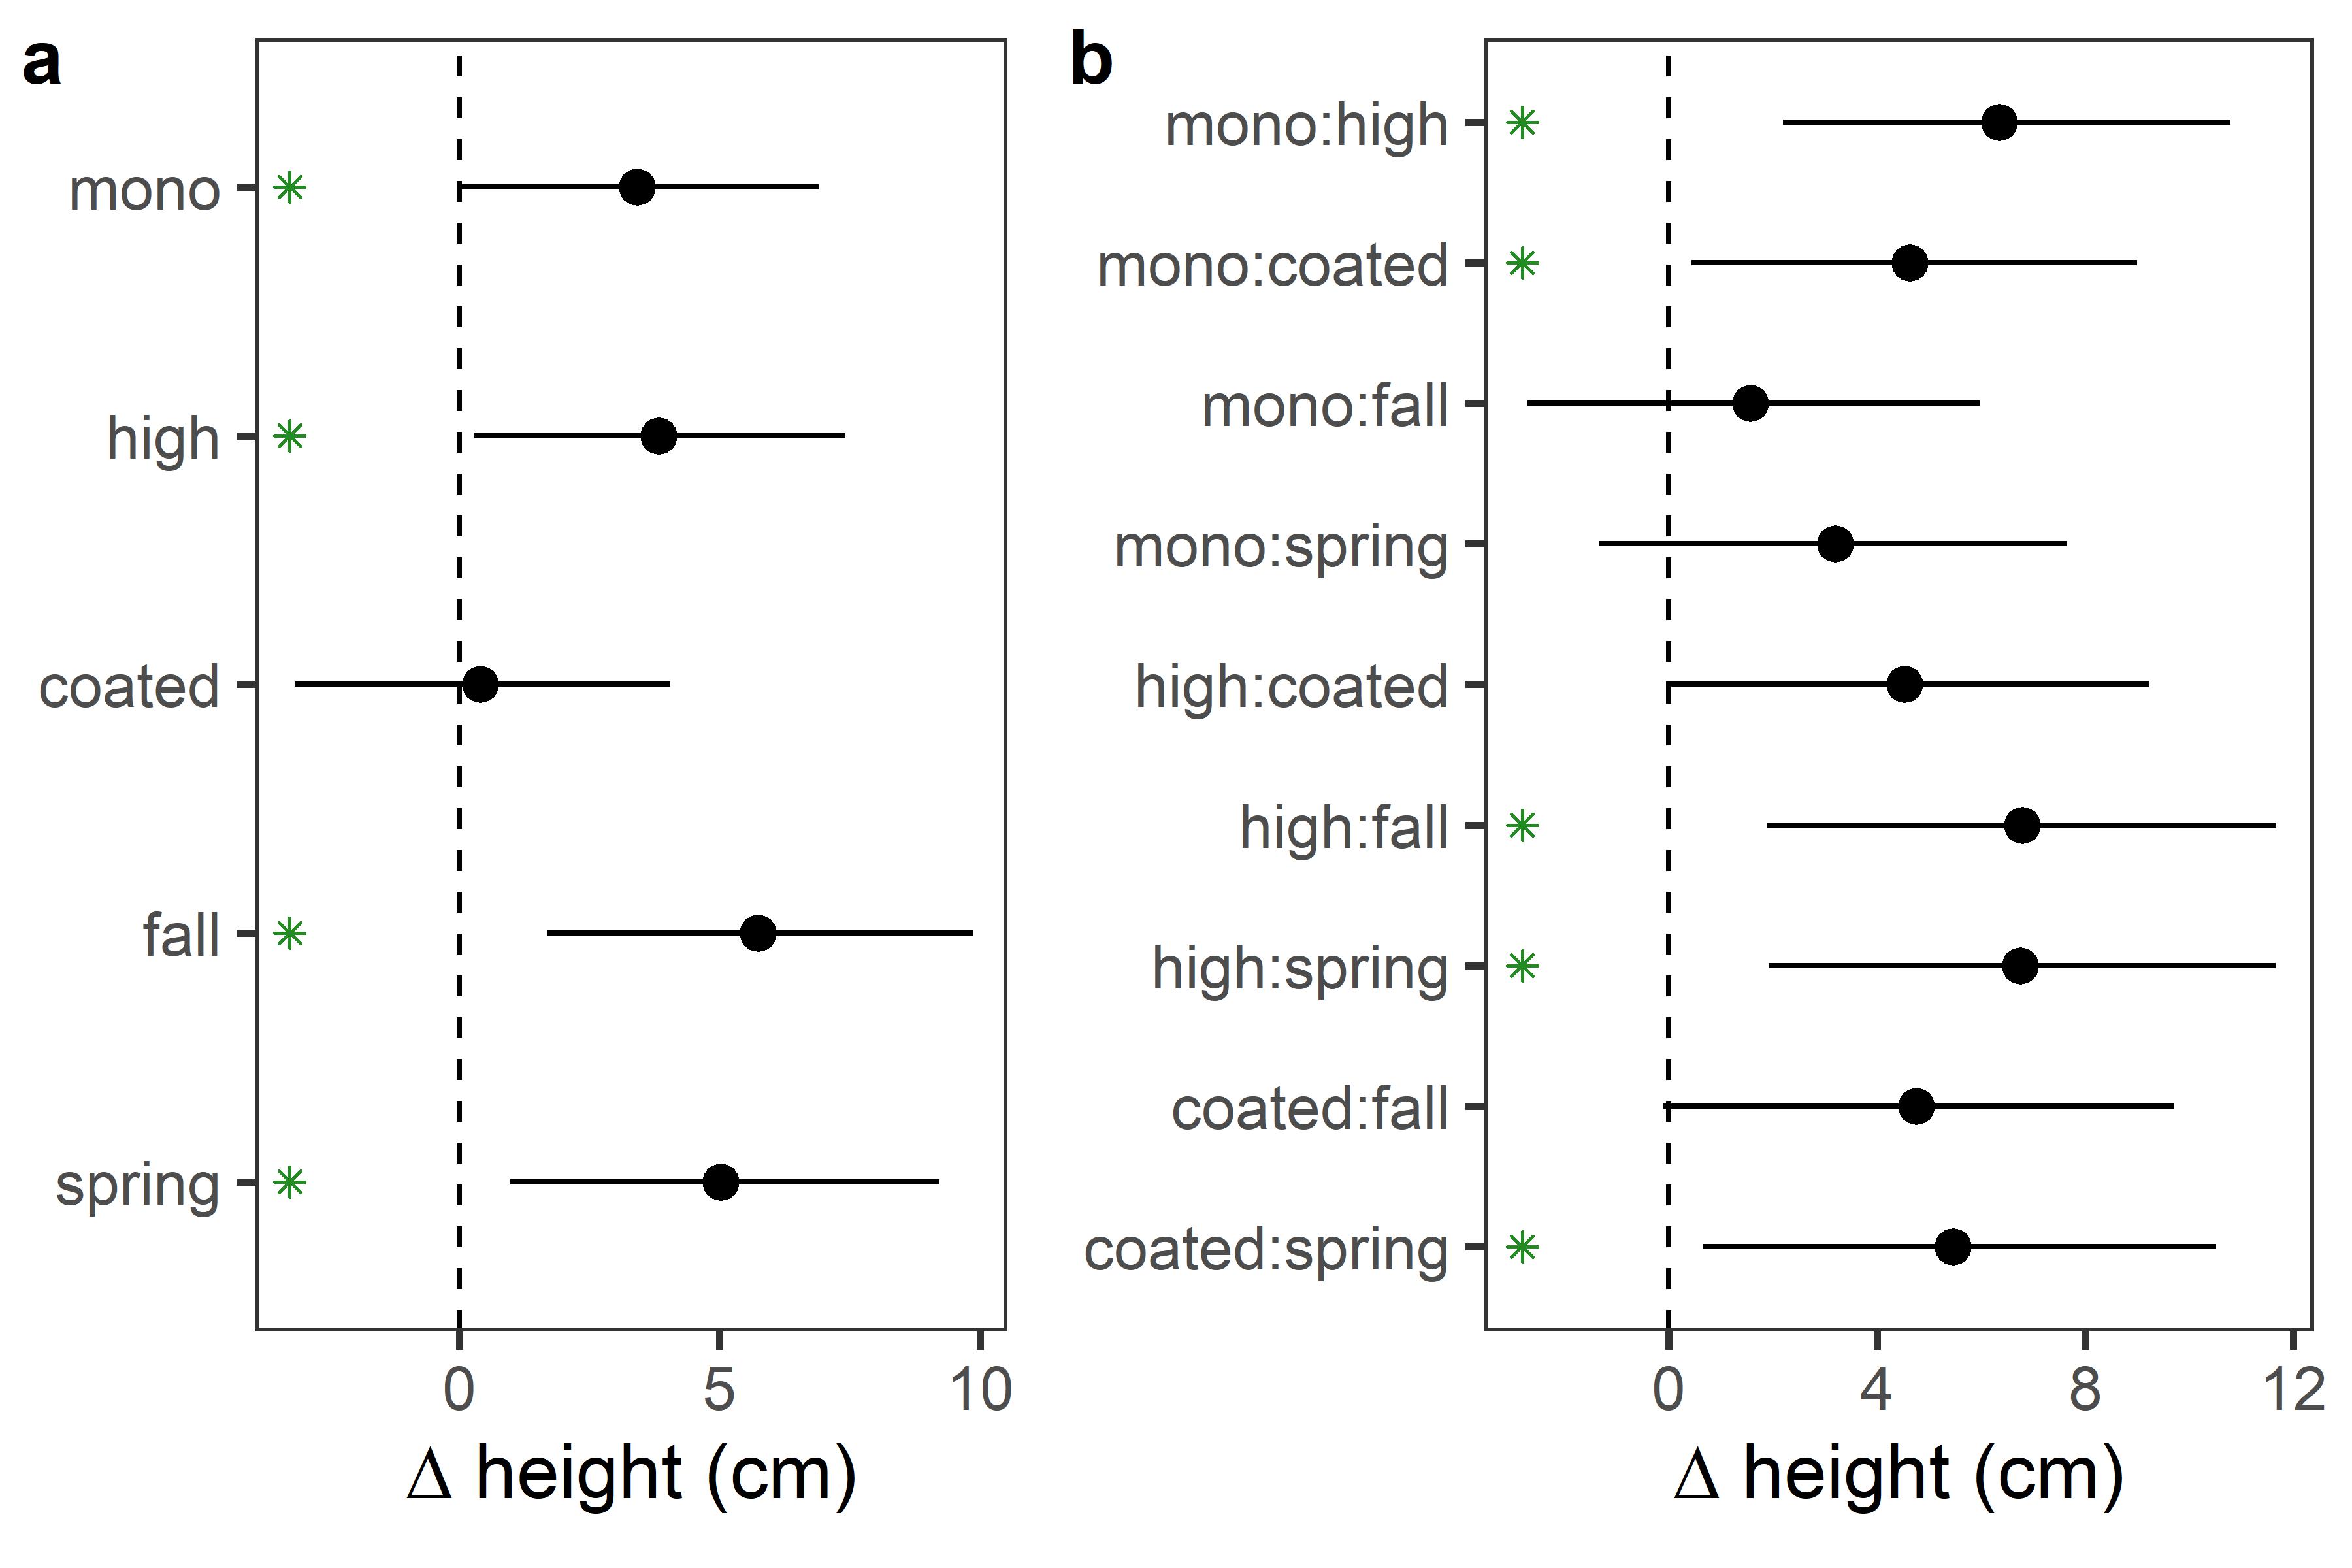 a
mono
high
coated
fall
spring
0 5 10
Δ height (cm)
b
mono:high
mono:coated
mono:fall
mono:spring
high:coated
high:fall
high:spring
coated:fall
coated:spring
0 4 8 12
Δ height (cm)